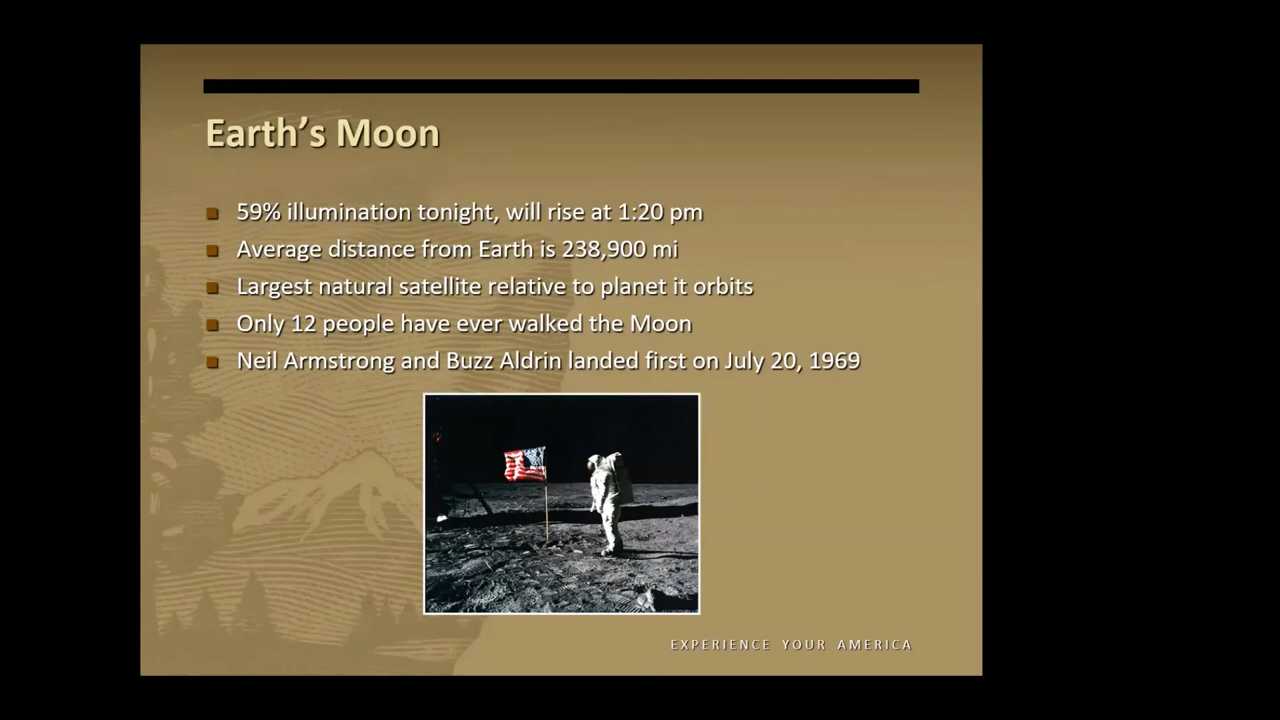 Earth’s Moon
59% illumination tonight, will rise at 1:20 pm
Average distance from Earth is 238,900 mi
Largest natural satellite relative to planet it orbits
Only 12 people have ever walked the Moon
Neil Armstrong and Buzz Aldrin landed first on July 20, 1969
EXPERIENCE YOUR AMERICA